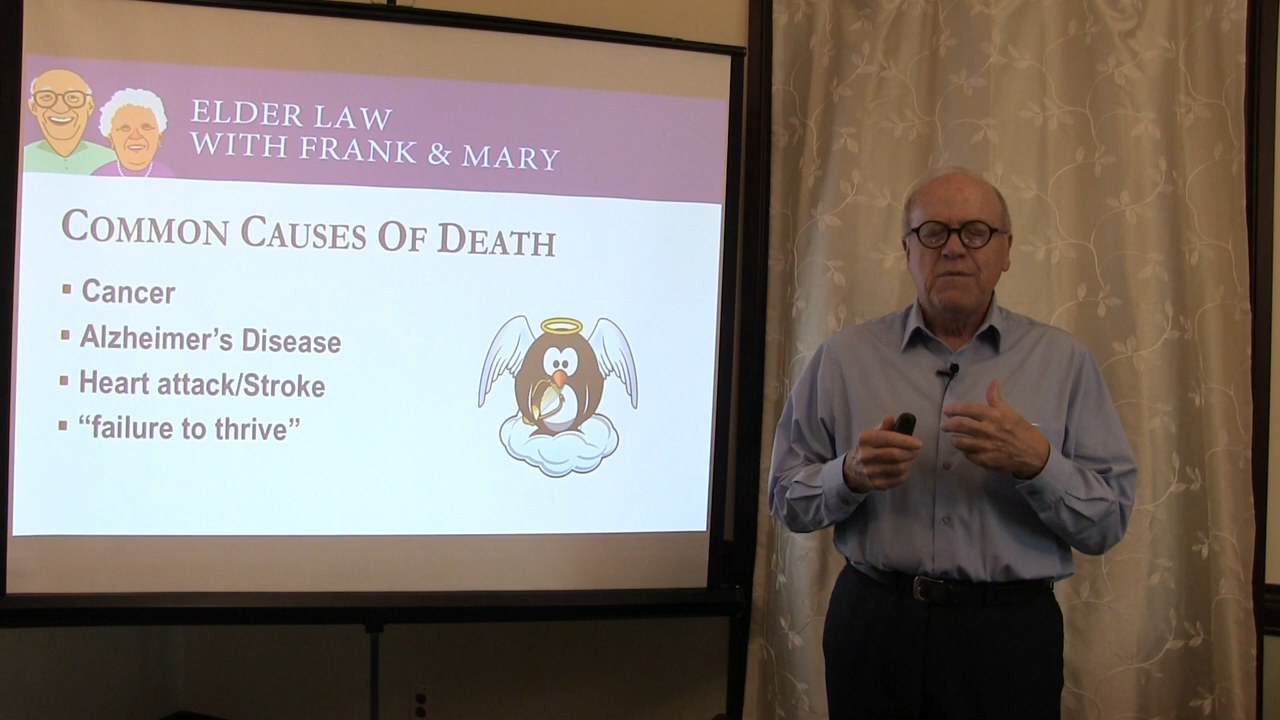 ELDER LAW
WITH FRANK & MARY
COMMON CAUSES OF DEATH
▪ Cancer
▪ Alzheimer's Disease
▪ Heart attack/Stroke
▪ “failure to thrive”